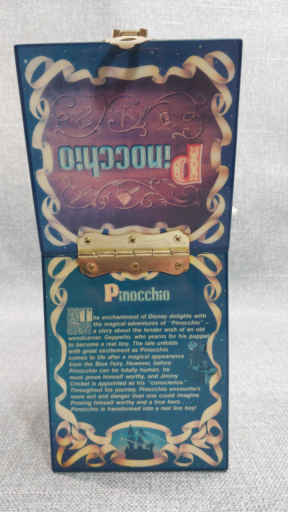 Pinocchio
Pinocchio
The enchantment of Disney delights with
the magical adventures of "Pinocchio" –
a story about the tender wish of an old
woodcarver, Geppetto, who yearns for his puppet
to become a real boy. The tale unfolds
with great excitement as Pinocchio
comes to life after a magical appearance
from the Blue Fairy. However, before
Pinocchio can be totally human, he
must prove himself worthy, and Jiminy
Cricket is appointed as his "conscience."
Throughout his journey, Pinocchio encounters
more evil and danger than one could imagine.
Proving himself worthy and a true hero,
Pinocchio is transformed into a real live boy!